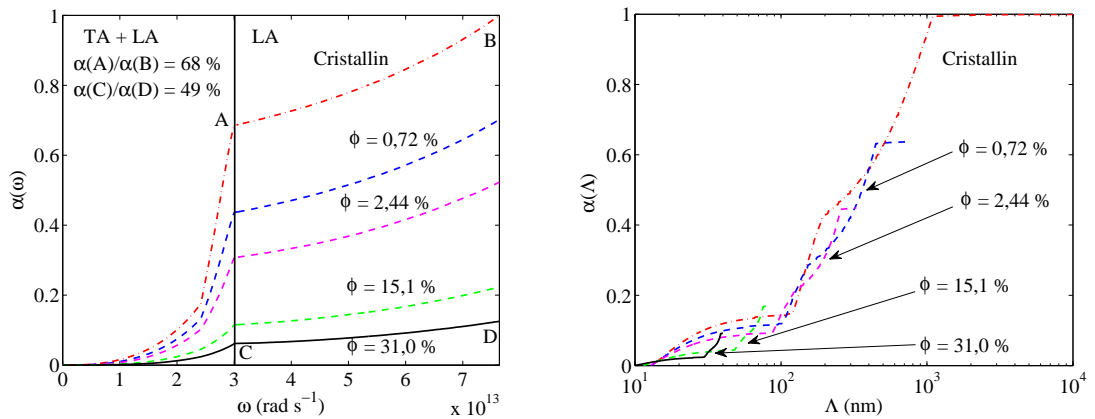 TA + LA
LA
α(A)/α(B) = 68 %
α(C)/α(D) = 49 %
Cristallin
A
B
C
D
ϕ = 0,72 %
ϕ = 2,44 %
ϕ = 15,1 %
ϕ = 31,0 %
1
0.8
0.6
0.4
0.2
0
α(ω)
0 1 2 3 4 5 6 7
x 10¹³
ω (rad s⁻¹)
Cristallin
ϕ = 0,72 %
ϕ = 2,44 %
ϕ = 15,1 %
ϕ = 31,0 %
1
0.8
0.6
0.4
0.2
0
α(Λ)
10¹ 10² 10³ 10⁴
Λ (nm)